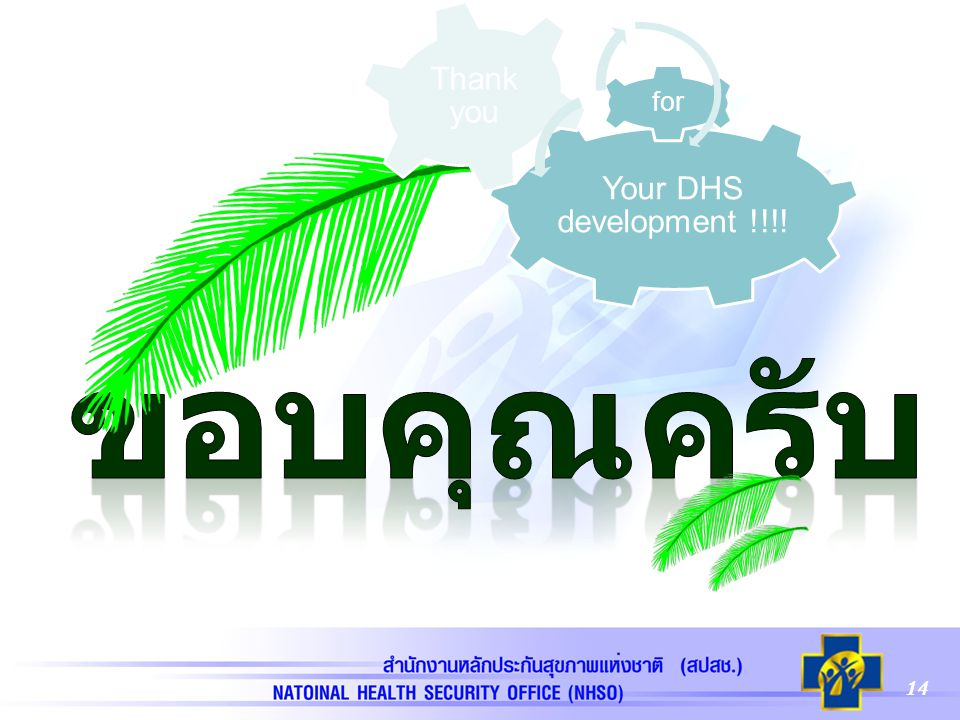 Thank
you
for
Your DHS
development !!!!
ขอบคุณครับ
สำนักงานหลักประกันสุขภาพแห่งชาติ (สปสช.)
NATOINAL HEALTH SECURITY OFFICE (NHSO)
14